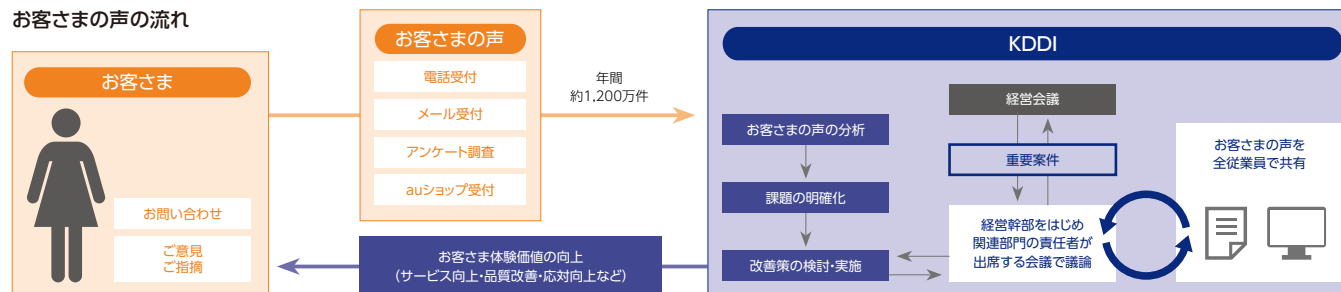 お客さまの声の流れ
お客さま
お問い合わせ
ご意見
ご指摘
お客さまの声
電話受付
メール受付
アンケート調査
auショップ受付
年間
約1,200万件
KDDI
お客さまの声の分析
課題の明確化
改善策の検討・実施
経営会議
重要案件
経営幹部をはじめ
関連部門の責任者が
出席する会議で議論
お客さまの声を
全従業員で共有
お客さま体験価値の向上
(サービス向上・品質改善・応対向上など)